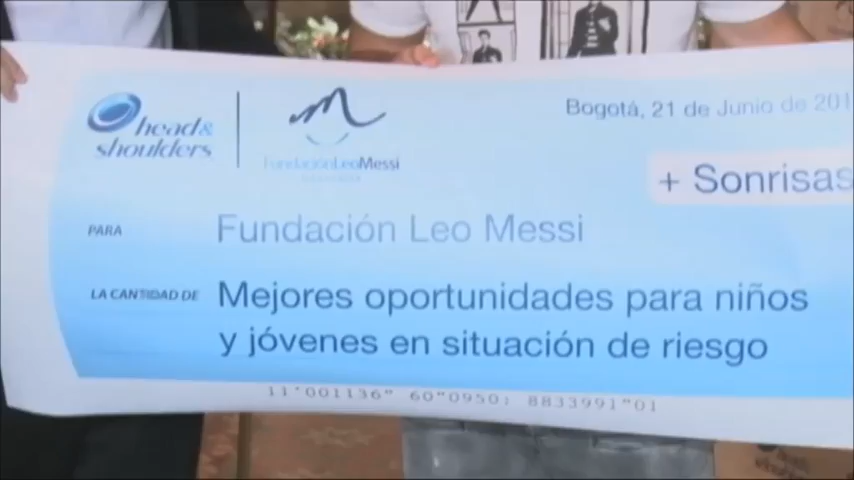 head&
shoulders
FundaciónLeoMessi
Bogotá, 21 de Junio de 201
+ Sonrisas
PARA
Fundación Leo Messi
LA CANTIDAD DE
Mejores oportunidades para niños
y jóvenes en situación de riesgo
11"001136" 60"0950: 8833991"01